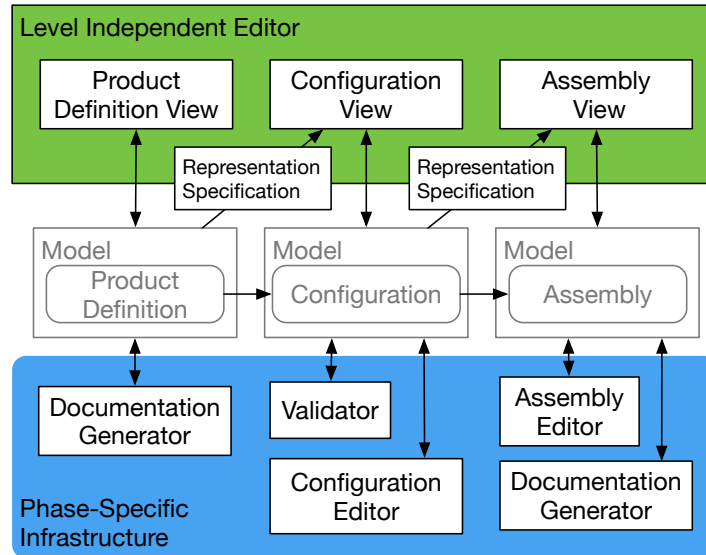 Level Independent Editor
Product
Definition View
Configuration
View
Assembly
View
Representation
Specification
Representation
Specification
Model
Product
Definition
Model
Configuration
Model
Assembly
Documentation
Generator
Validator
Assembly
Editor
Configuration
Editor
Documentation
Generator
Phase-Specific
Infrastructure